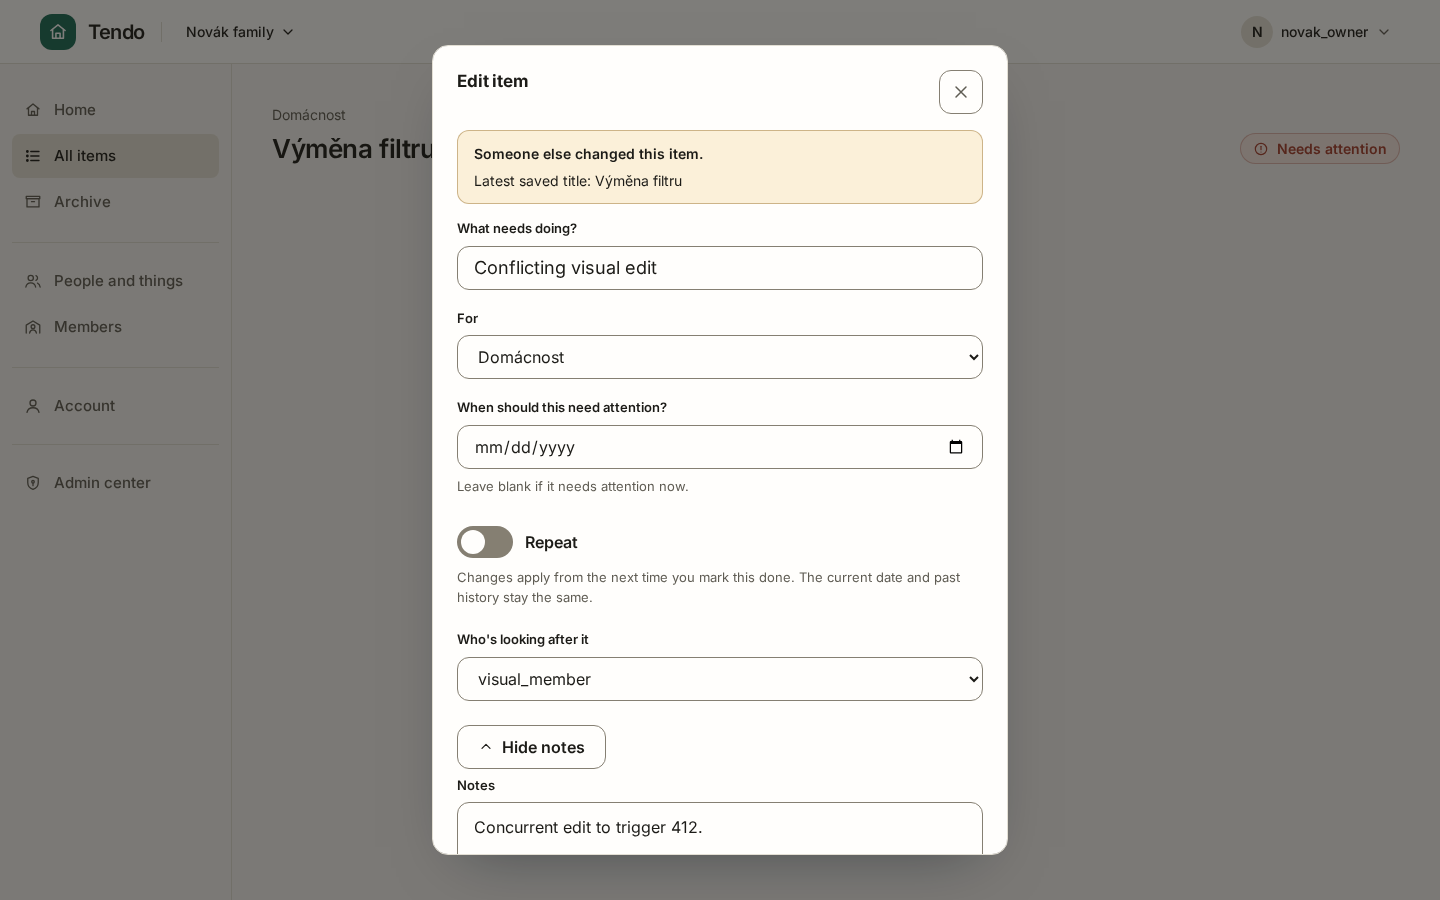 Tendo
Novák family
N
novak_owner
Home
All items
Archive
People and things
Members
Account
Admin center
Domácnost
Výměna filtru
Needs attention
Edit item
Someone else changed this item.
Latest saved title: Výměna filtru
What needs doing?
Conflicting visual edit
For
Domácnost
When should this need attention?
mm/dd/yyyy
Leave blank if it needs attention now.
Repeat
Changes apply from the next time you mark this done. The current date and past
history stay the same.
Who's looking after it
visual_member
Hide notes
Notes
Concurrent edit to trigger 412.